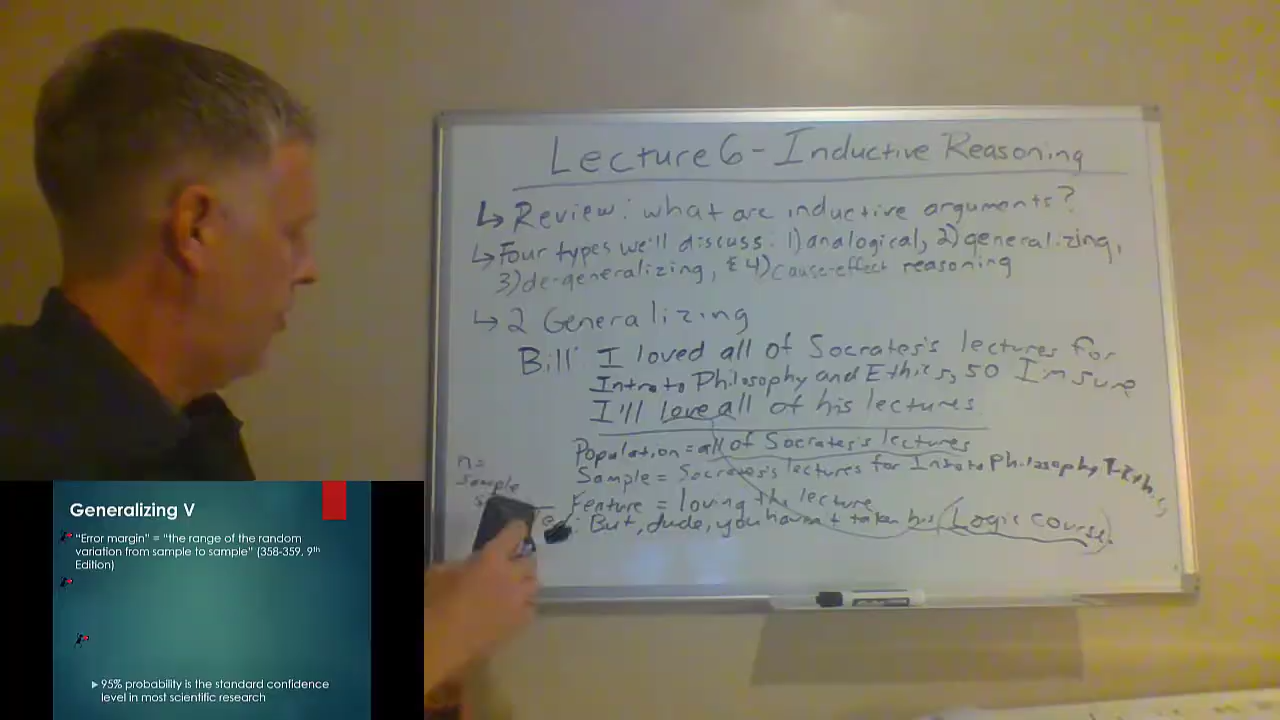 Lecture 6 - Inductive Reasoning
↳ Review: what are inductive arguments?
↳ Four types we'll discuss. 1) analogical, 2) generalizing,
3) de-generalizing, & 4) cause-effect reasoning
↳ 2 Generalizing
Bill: I loved all of Socrates's lectures for
Intro to Philosophy and Ethics, so I'm sure
I'll love all of his lectures
Population = all of Socrates's lectures
Sample = Socrates's lectures for Intro to Philosophy,
Feature = loving the lecture
: But, dude, you haven't taken his Logic course.
n=
sample
Generalizing V
"Error margin" = "the range of the random
variation from sample to sample" (358-359, 9th
Edition)
▶ 95% probability is the standard confidence
level in most scientific research